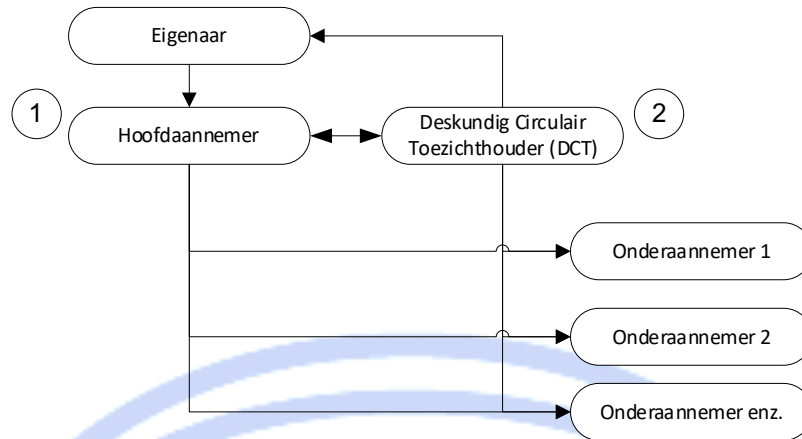 Eigenaar
1
Hoofdaannemer
Deskundig Circulair
Toezichthouder (DCT)
2
Onderaannemer 1
Onderaannemer 2
Onderaannemer enz.